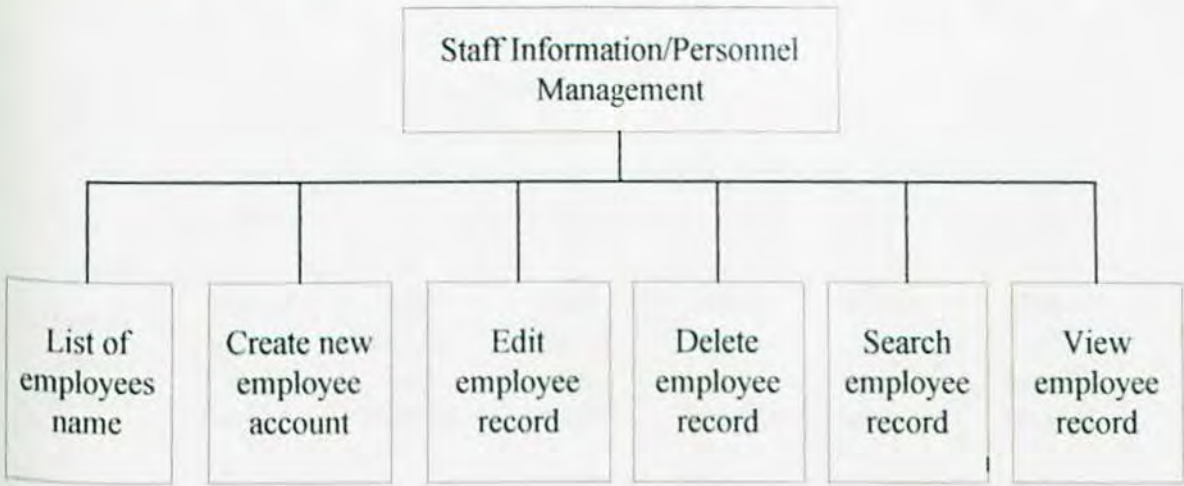 Staff Information/Personnel
Management
List of
employees
name
Create new
employee
account
Edit
employee
record
Delete
employee
record
Search
employee
record
View
employee
record